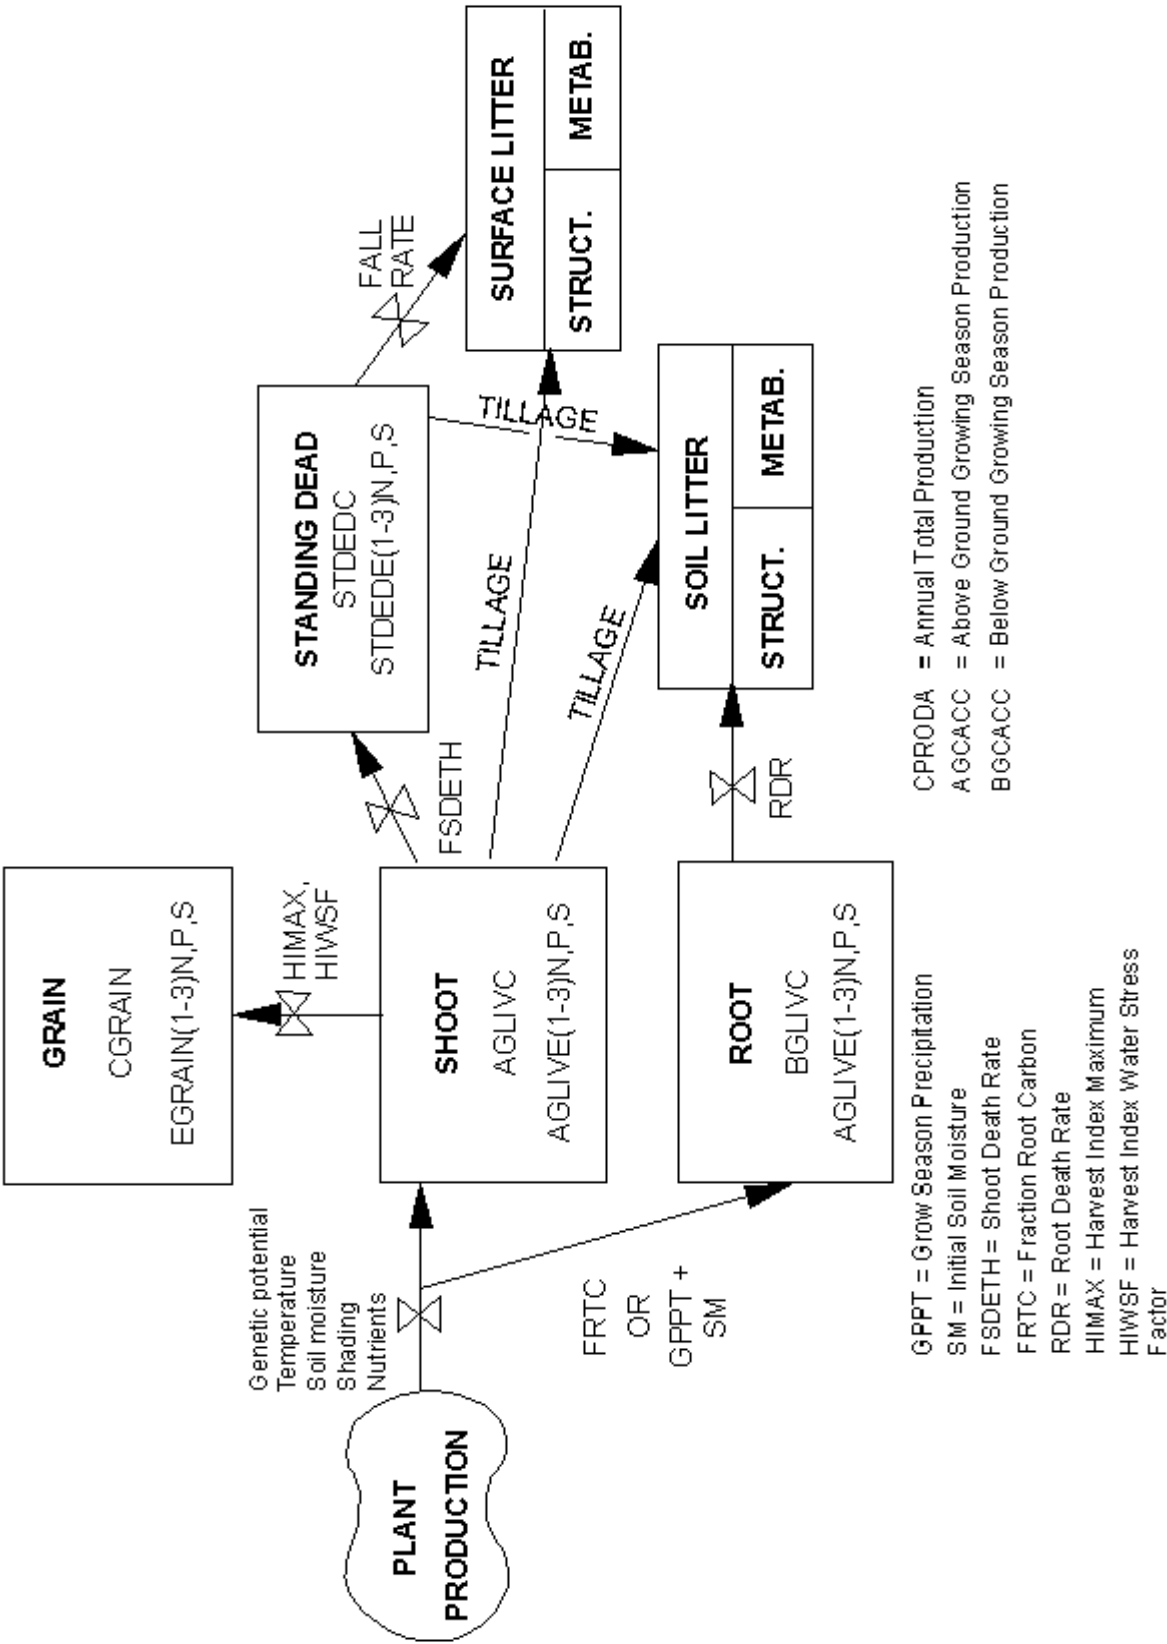 GRAIN
CGRAIN
EGRAIN(1-3)N,P,S
HIMAX,
HIWSF
Genetic potential
Temperature
Soil moisture
Shading
Nutrients
PLANT
PRODUCTION
SHOOT
AGLIVC
AGLIVE(1-3)N,P,S
FSDETH
STANDING DEAD
STDEDC
STDEDE(1-3)N,P,S
FALL
RATE
SURFACE LITTER
STRUCT.
METAB.
TILLAGE
TILLAGE
TILLAGE
FRTC
OR
GPPT +
SM
ROOT
BGLIVC
AGLIVE(1-3)N,P,S
RDR
SOIL LITTER
STRUCT.
METAB.
GPPT = Grow Season Precipitation
SM = Initial Soil Moisture
FSDETH = Shoot Death Rate
FRTC = Fraction Root Carbon
RDR = Root Death Rate
HIMAX = Harvest Index Maximum
HIWSF = Harvest Index Water Stress
Factor
CPRODA = Annual Total Production
AGCACC = Above Ground Growing Season Production
BGCACC = Below Ground Growing Season Production